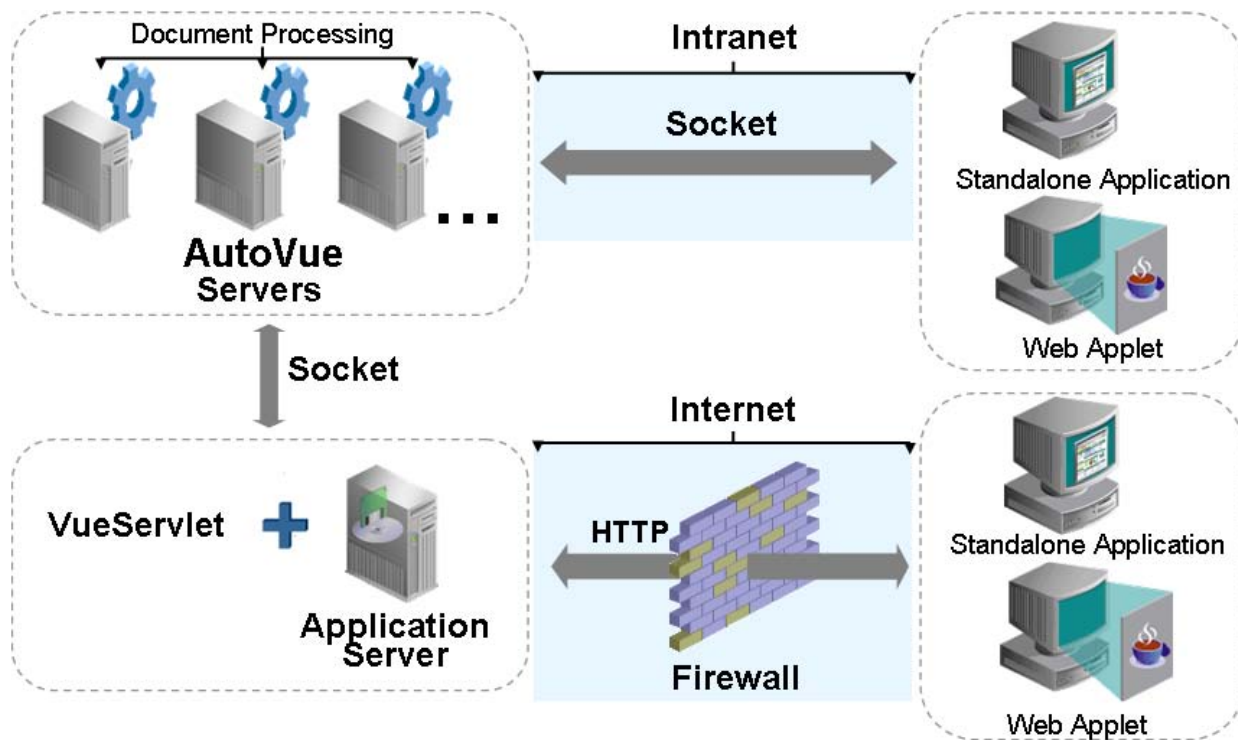 Document Processing
AutoVue
Servers
Intranet
Socket
Standalone Application
Web Applet
Socket
VueServlet
Application
Server
Internet
HTTP
Firewall
Standalone Application
Web Applet